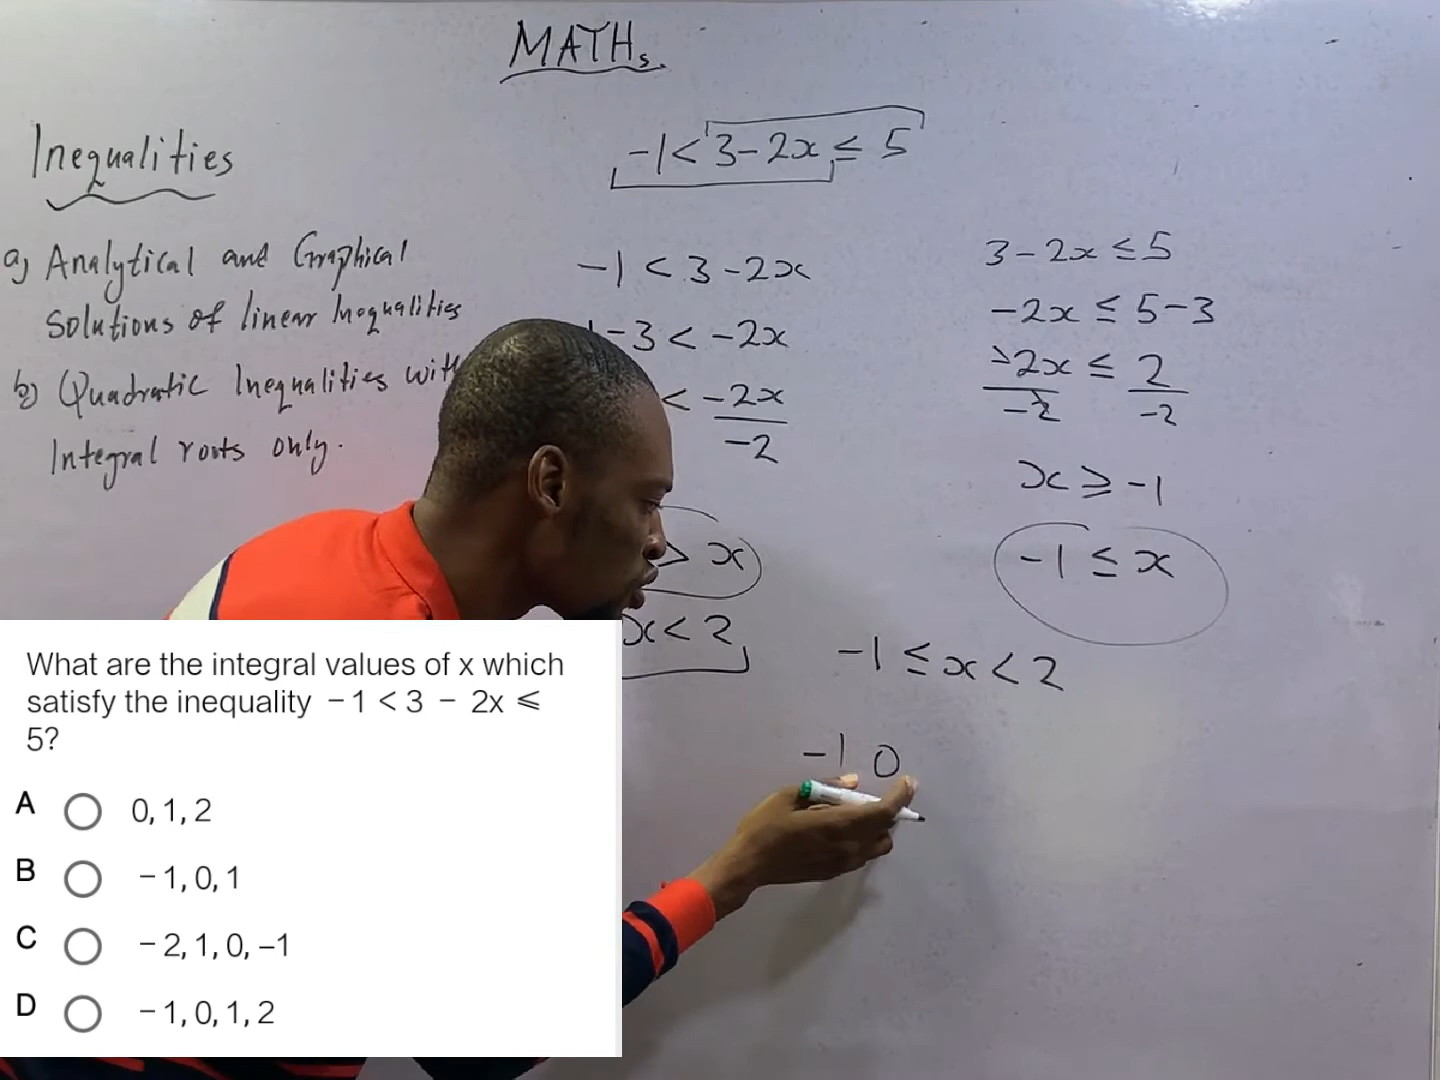 MATHs.
Inequalities
a) Analytical and Graphical
Solutions of linear Inequalities
b) Quadratic Inequalities with
Integral roots only.
-1 < 3 - 2x ≤ 5
-1 < 3 - 2x
-3 < -2x
< -2x
-2
> x
x < 2
3 - 2x ≤ 5
-2x ≤ 5 - 3
-2x ≤ 2
-2 -2
x ≥ -1
-1 ≤ x
-1 ≤ x < 2
-1 0
What are the integral values of x which
satisfy the inequality −1 < 3 − 2x ⩽
5?
A 0, 1, 2
B −1, 0, 1
C −2, 1, 0, –1
D −1, 0, 1, 2